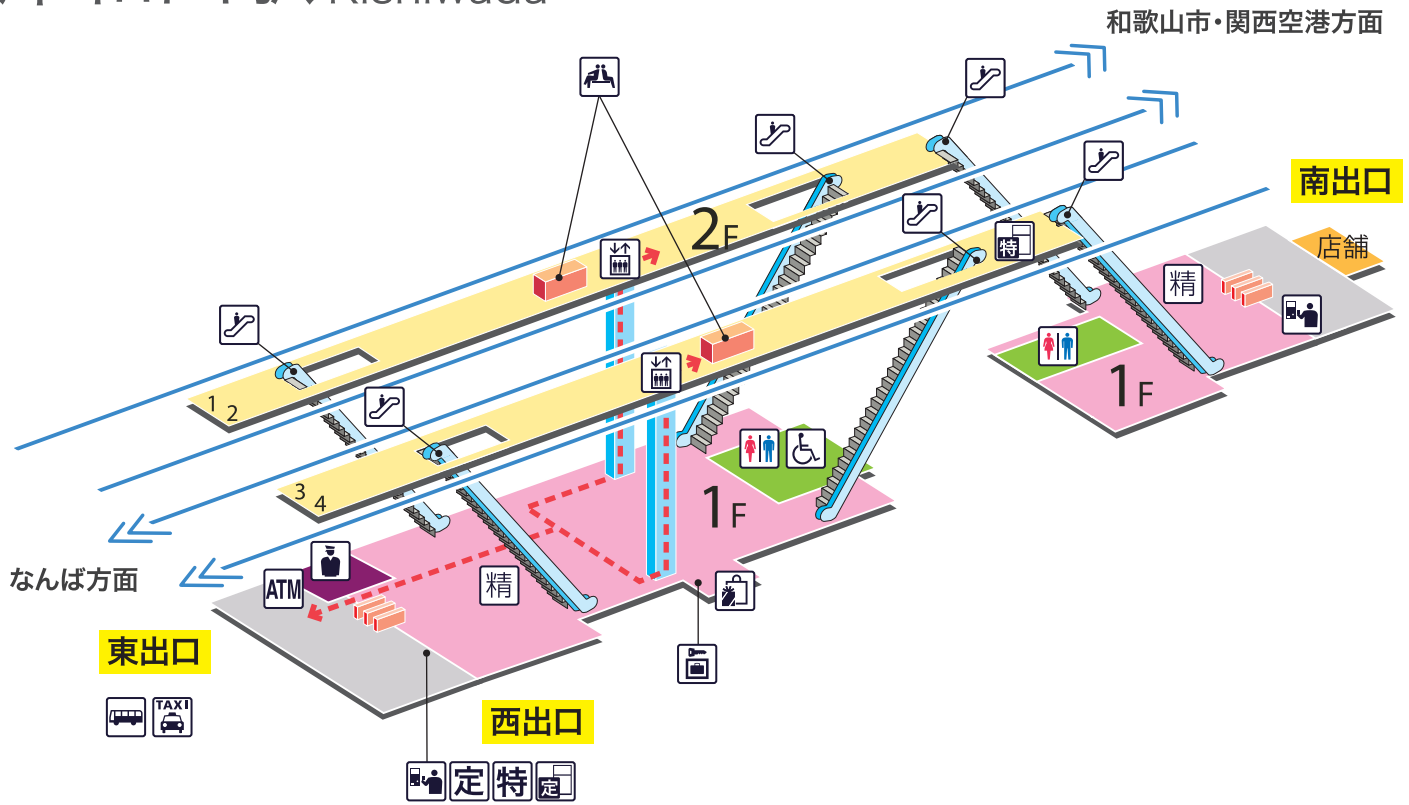 Kishiwada
和歌山市・関西空港方面
南出口
店舗
2F
特
精
1F
1
2
3
4
1F
なんば方面
ATM
精
東出口
TAXI
西出口
定
特
定